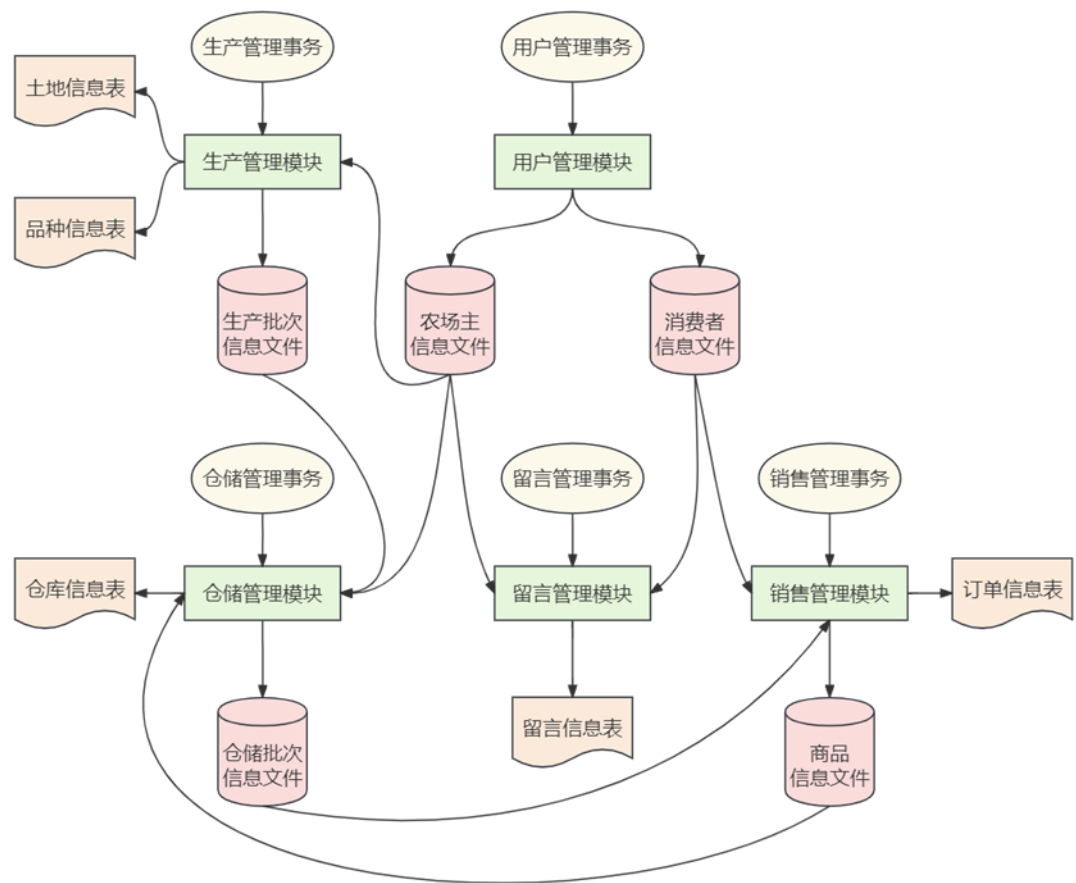 生产管理事务
用户管理事务
土地信息表
生产管理模块
用户管理模块
品种信息表
生产批次
信息文件
农场主
信息文件
消费者
信息文件
仓储管理事务
留言管理事务
销售管理事务
仓库信息表
仓储管理模块
留言管理模块
销售管理模块
订单信息表
仓储批次
信息文件
留言信息表
商品
信息文件